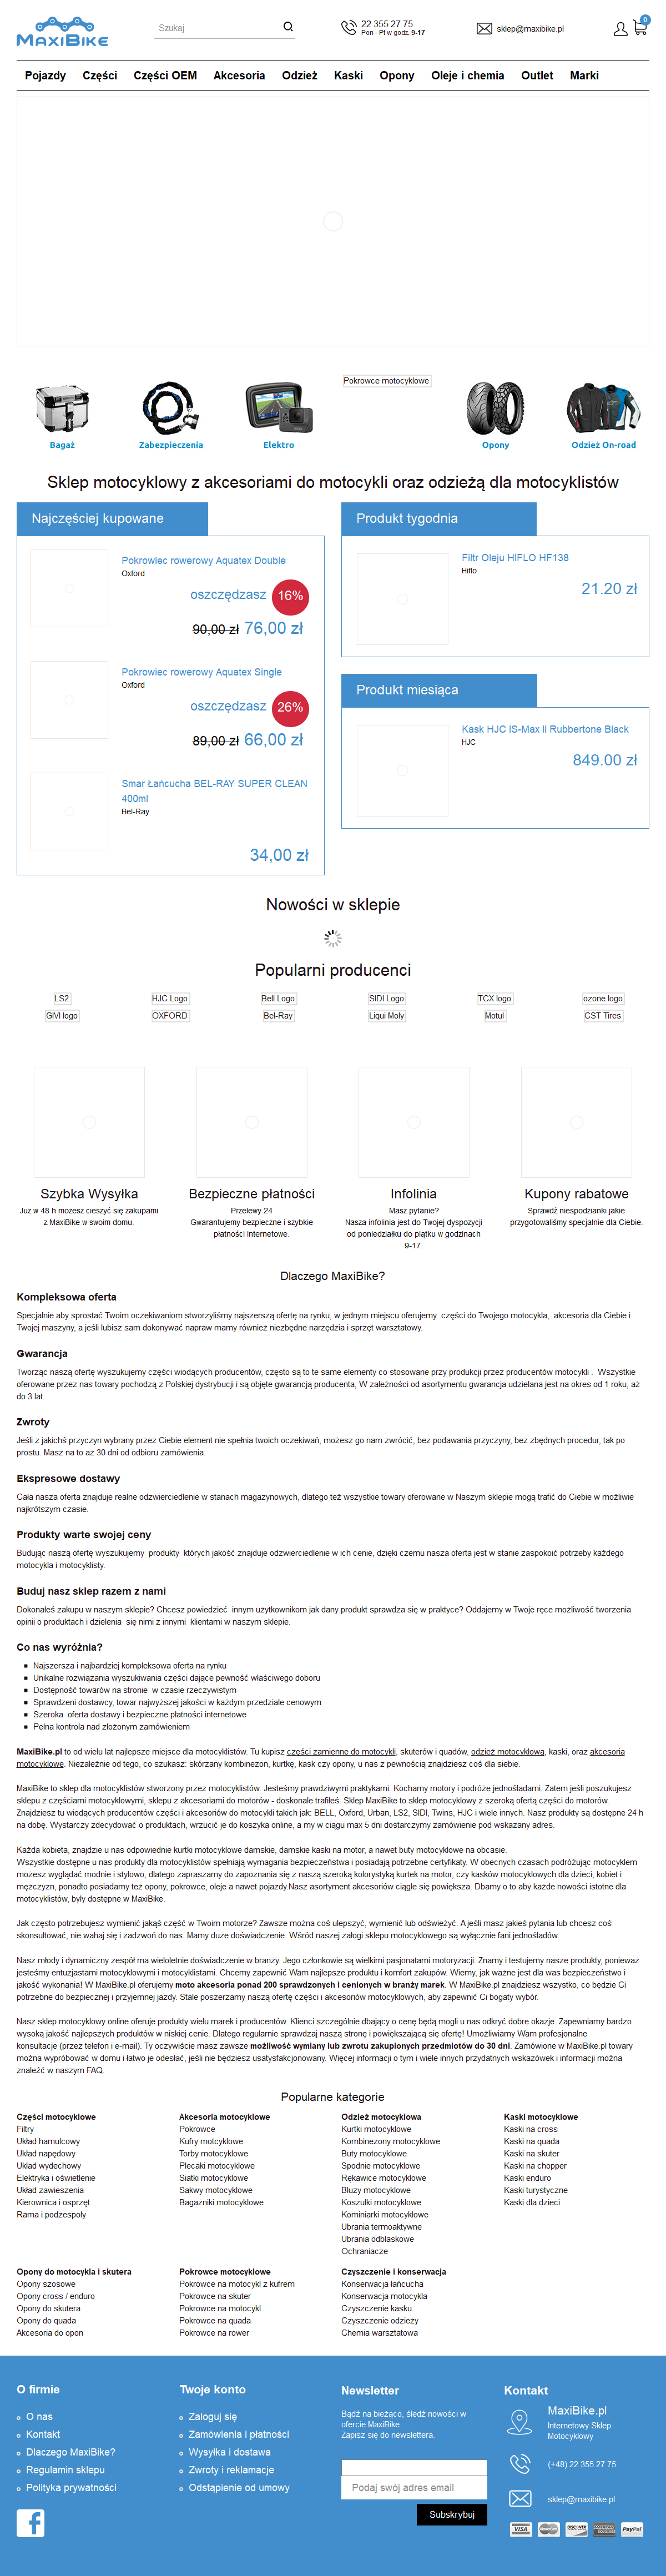 MAXIBIKE
Szukaj
22 355 27 75
Pon - Pt w godz. 9-17
sklep@maxibike.pl
0
Pojazdy Części Części OEM Akcesoria Odzież Kaski Opony Oleje i chemia Outlet Marki
Pokrowce motocyklowe
Bagaż Zabezpieczenia Elektro Opony Odzież On-road
Sklep motocyklowy z akcesoriami do motocykli oraz odzieżą dla motocyklistów
Najczęściej kupowane
Pokrowiec rowerowy Aquatex Double
Oxford
oszczędzasz 16%
90,00 zł 76,00 zł
Pokrowiec rowerowy Aquatex Single
Oxford
oszczędzasz 26%
89,00 zł 66,00 zł
Smar Łańcucha BEL-RAY SUPER CLEAN
400ml
Bel-Ray
34,00 zł
Produkt tygodnia
Filtr Oleju HIFLO HF138
Hiflo
21.20 zł
Produkt miesiąca
Kask HJC IS-Max II Rubbertone Black
HJC
849.00 zł
Nowości w sklepie
Popularni producenci
LS2 HJC Logo Bell Logo SIDI Logo TCX logo ozone logo
GIVI logo OXFORD Bel-Ray Liqui Moly Motul CST Tires
Szybka Wysyłka
Już w 48 h możesz cieszyć się zakupami
z MaxiBike w swoim domu.
Bezpieczne płatności
Przelewy 24
Gwarantujemy bezpieczne i szybkie
płatności internetowe.
Infolinia
Masz pytanie?
Nasza infolinia jest do Twojej dyspozycji
od poniedziałku do piątku w godzinach
9-17.
Kupony rabatowe
Sprawdź niespodzianki jakie
przygotowaliśmy specjalnie dla Ciebie.
Dlaczego MaxiBike?
Kompleksowa oferta
Specjalnie aby sprostać Twoim oczekiwaniom stworzyliśmy najszerszą ofertę na rynku, w jednym miejscu oferujemy części do Twojego motocykla, akcesoria dla Ciebie i
Twojej maszyny, a jeśli lubisz sam dokonywać napraw mamy również niezbędne narzędzia i sprzęt warsztatowy.
Gwarancja
Tworząc naszą ofertę wyszukujemy części wiodących producentów, często są to te same elementy co stosowane przy produkcji przez producentów motocykli . Wszystkie
oferowane przez nas towary pochodzą z Polskiej dystrybucji i są objęte gwarancją producenta, W zależności od asortymentu gwarancja udzielana jest na okres od 1 roku, aż
do 3 lat.
Zwroty
Jeśli z jakichś przyczyn wybrany przez Ciebie element nie spełnia twoich oczekiwań, możesz go nam zwrócić, bez podawania przyczyny, bez zbędnych procedur, tak po
prostu. Masz na to aż 30 dni od odbioru zamówienia.
Ekspresowe dostawy
Cała nasza oferta znajduje realne odzwierciedlenie w stanach magazynowych, dlatego też wszystkie towary oferowane w Naszym sklepie mogą trafić do Ciebie w możliwie
najkrótszym czasie.
Produkty warte swojej ceny
Budując naszą ofertę wyszukujemy produkty których jakość znajduje odzwierciedlenie w ich cenie, dzięki czemu nasza oferta jest w stanie zaspokoić potrzeby każdego
motocykla i motocyklisty.
Buduj nasz sklep razem z nami
Dokonałeś zakupu w naszym sklepie? Chcesz powiedzieć innym użytkownikom jak dany produkt sprawdza się w praktyce? Oddajemy w Twoje ręce możliwość tworzenia
opinii o produktach i dzielenia się nimi z innymi klientami w naszym sklepie.
Co nas wyróżnia?
Najszersza i najbardziej kompleksowa oferta na rynku
Unikalne rozwiązania wyszukiwania części dające pewność właściwego doboru
Dostępność towarów na stronie w czasie rzeczywistym
Sprawdzeni dostawcy, towar najwyższej jakości w każdym przedziale cenowym
Szeroka oferta dostawy i bezpieczne płatności internetowe
Pełna kontrola nad złożonym zamówieniem
MaxiBike.pl to od wielu lat najlepsze miejsce dla motocyklistów. Tu kupisz części zamienne do motocykli, skuterów i quadów, odzież motocyklową, kaski, oraz akcesoria
motocyklowe. Niezależnie od tego, co szukasz: skórzany kombinezon, kurtkę, kask czy opony, u nas z pewnością znajdziesz coś dla siebie.
MaxiBike to sklep dla motocyklistów stworzony przez motocyklistów. Jesteśmy prawdziwymi praktykami. Kochamy motory i podróże jednośladami. Zatem jeśli poszukujesz
sklepu z częściami motocyklowymi, sklepu z akcesoriami do motorów - doskonale trafiłeś. MaxiBike to sklep motocyklowy z szeroką ofertą części do motorów.
Znajdziesz tu wiodących producentów części i akcesoriów do motocykli takich jak: BELL, Oxford, Urban, LS2, SIDI, Twins, HJC i wiele innych. Nasz produkty są dostępne 24 h
na dobę. Wystarczy zdecydować o produktach, wrzucić je do koszyka online, a my w ciągu max 5 dni dostarczymy zamówienie pod wskazany adres.
Każda kobieta, znajdzie u nas odpowiednie kurtki motocyklowe damskie, damskie kaski na motor, a nawet buty motocyklowe na obcasie.
Wszystkie dostępne u nas produkty dla motocyklistów spełniają wymagania bezpieczeństwa i posiadają potrzebne certyfikaty. W obecnych czasach podróżując motocyklem
możesz wyglądać modnie i stylowo, dlatego zapraszamy do zapoznania się z naszą szeroką kolorystyką kurtek na motor, czy kasków motocyklowych dla dzieci, kobiet i
mężczyzn, ponadto posiadamy też opony, pokrowce, oleje a nawet pojazdy.Nasz asortyment akcesoriów ciągle się powiększa. Dbamy o to aby każde nowości istotne dla
motocyklistów, były dostępne w MaxiBike.
Jak często potrzebujesz wymienić jakąś część w Twoim motorze? Zawsze można coś ulepszyć, wymienić lub odświeżyć. A jeśli masz jakieś pytania lub chcesz coś
skonsultować, nie wahaj się i zadzwoń do nas. Mamy duże doświadczenie. Wśród naszej załogi sklepu motocyklowego są wyłącznie fani jednośladów.
Nasz młody i dynamiczny zespół ma wieloletnie doświadczenie w branży. Jego członkowie są wielkimi pasjonatami motoryzacji. Znamy i testujemy nasze produkty, ponieważ
jesteśmy entuzjastami motocyklowymi i motocyklistami. Chcemy zapewnić Wam najlepsze produktu i komfort zakupów. Wiemy, jak ważne jest dla was bezpieczeństwo i
jakość wykonania! W MaxiBike.pl oferujemy moto akcesoria ponad 200 sprawdzonych i cenionych w branży marek. W MaxiBike.pl znajdziesz wszystko, co będzie Ci
potrzebne do bezpiecznej i przyjemnej jazdy. Stale poszerzamy naszą ofertę części i akcesoriów motocyklowych, aby zapewnić Ci bogaty wybór.
Nasz sklep motocyklowy online oferuje produkty wielu marek i producentów. Klienci szczególnie dbający o cenę będą mogli u nas odkryć dobre okazje. Zapewniamy bardzo
wysoką jakość najlepszych produktów w niskiej cenie. Dlatego regularnie sprawdzaj naszą stronę i powiększającą się ofertę! Umożliwiamy Wam profesjonalne
konsultacje (przez telefon i e-mail). Ty oczywiście masz zawsze możliwość wymiany lub zwrotu zakupionych przedmiotów do 30 dni. Zamówione w MaxiBike.pl towary
można wypróbować w domu i łatwo je odesłać, jeśli nie będziesz usatysfakcjonowany. Więcej informacji o tym i wiele innych przydatnych wskazówek i informacji można
znaleźć w naszym FAQ.
Popularne kategorie
Części motocyklowe
Filtry
Układ hamulcowy
Układ napędowy
Układ wydechowy
Elektryka i oświetlenie
Układ zawieszenia
Kierownica i osprzęt
Rama i podzespoły
Akcesoria motocyklowe
Pokrowce
Kufry motcyklowe
Torby motocyklowe
Plecaki motocyklowe
Siatki motocyklowe
Sakwy motocyklowe
Bagażniki motocyklowe
Odzież motocyklowa
Kurtki motocyklowe
Kombinezony motocyklowe
Buty motocyklowe
Spodnie motocyklowe
Rękawice motocyklowe
Bluzy motocyklowe
Koszulki motocyklowe
Kominiarki motocyklowe
Ubrania termoaktywne
Ubrania odblaskowe
Ochraniacze
Kaski motocyklowe
Kaski na cross
Kaski na quada
Kaski na skuter
Kaski na chopper
Kaski enduro
Kaski turystyczne
Kaski dla dzieci
Opony do motocykla i skutera
Opony szosowe
Opony cross / enduro
Opony do skutera
Opony do quada
Akcesoria do opon
Pokrowce motocyklowe
Pokrowce na motocykl z kufrem
Pokrowce na skuter
Pokrowce na motocykl
Pokrowce na quada
Pokrowce na rower
Czyszczenie i konserwacja
Konserwacja łańcucha
Konserwacja motocykla
Czyszczenie kasku
Czyszczenie odzieży
Chemia warsztatowa
O firmie
O nas
Kontakt
Dlaczego MaxiBike?
Regulamin sklepu
Polityka prywatności
Twoje konto
Zaloguj się
Zamówienia i płatności
Wysyłka i dostawa
Zwroty i reklamacje
Odstąpienie od umowy
Newsletter
Bądź na bieżąco, śledź nowości w
ofercie MaxiBike.
Zapisz się do newslettera.
Podaj swój adres email
Subskrybuj
Kontakt
MaxiBike.pl
Internetowy Sklep
Motocyklowy
(+48) 22 355 27 75
sklep@maxibike.pl
VISA MasterCard DISCOVER AMERICAN EXPRESS PayPal